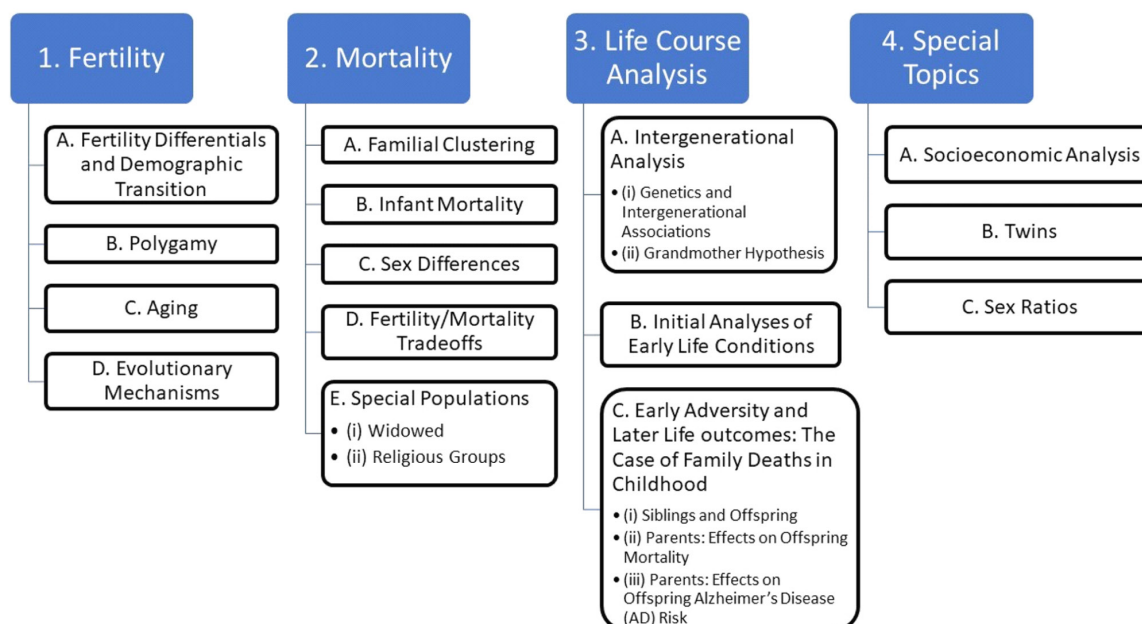 1. Fertility
A. Fertility Differentials
and Demographic
Transition
B. Polygamy
C. Aging
D. Evolutionary
Mechanisms
2. Mortality
A. Familial Clustering
B. Infant Mortality
C. Sex Differences
D. Fertility/Mortality
Tradeoffs
E. Special Populations
• (i) Widowed
• (ii) Religious Groups
3. Life Course
Analysis
A. Intergenerational
Analysis
• (i) Genetics and
Intergenerational
Associations
• (ii) Grandmother Hypothesis
B. Initial Analyses of
Early Life Conditions
C. Early Adversity and
Later Life outcomes: The
Case of Family Deaths in
Childhood
• (i) Siblings and Offspring
• (ii) Parents: Effects on Offspring
Mortality
• (iii) Parents: Effects on
Offspring Alzheimer's Disease
(AD) Risk
4. Special
Topics
A. Socioeconomic Analysis
B. Twins
C. Sex Ratios